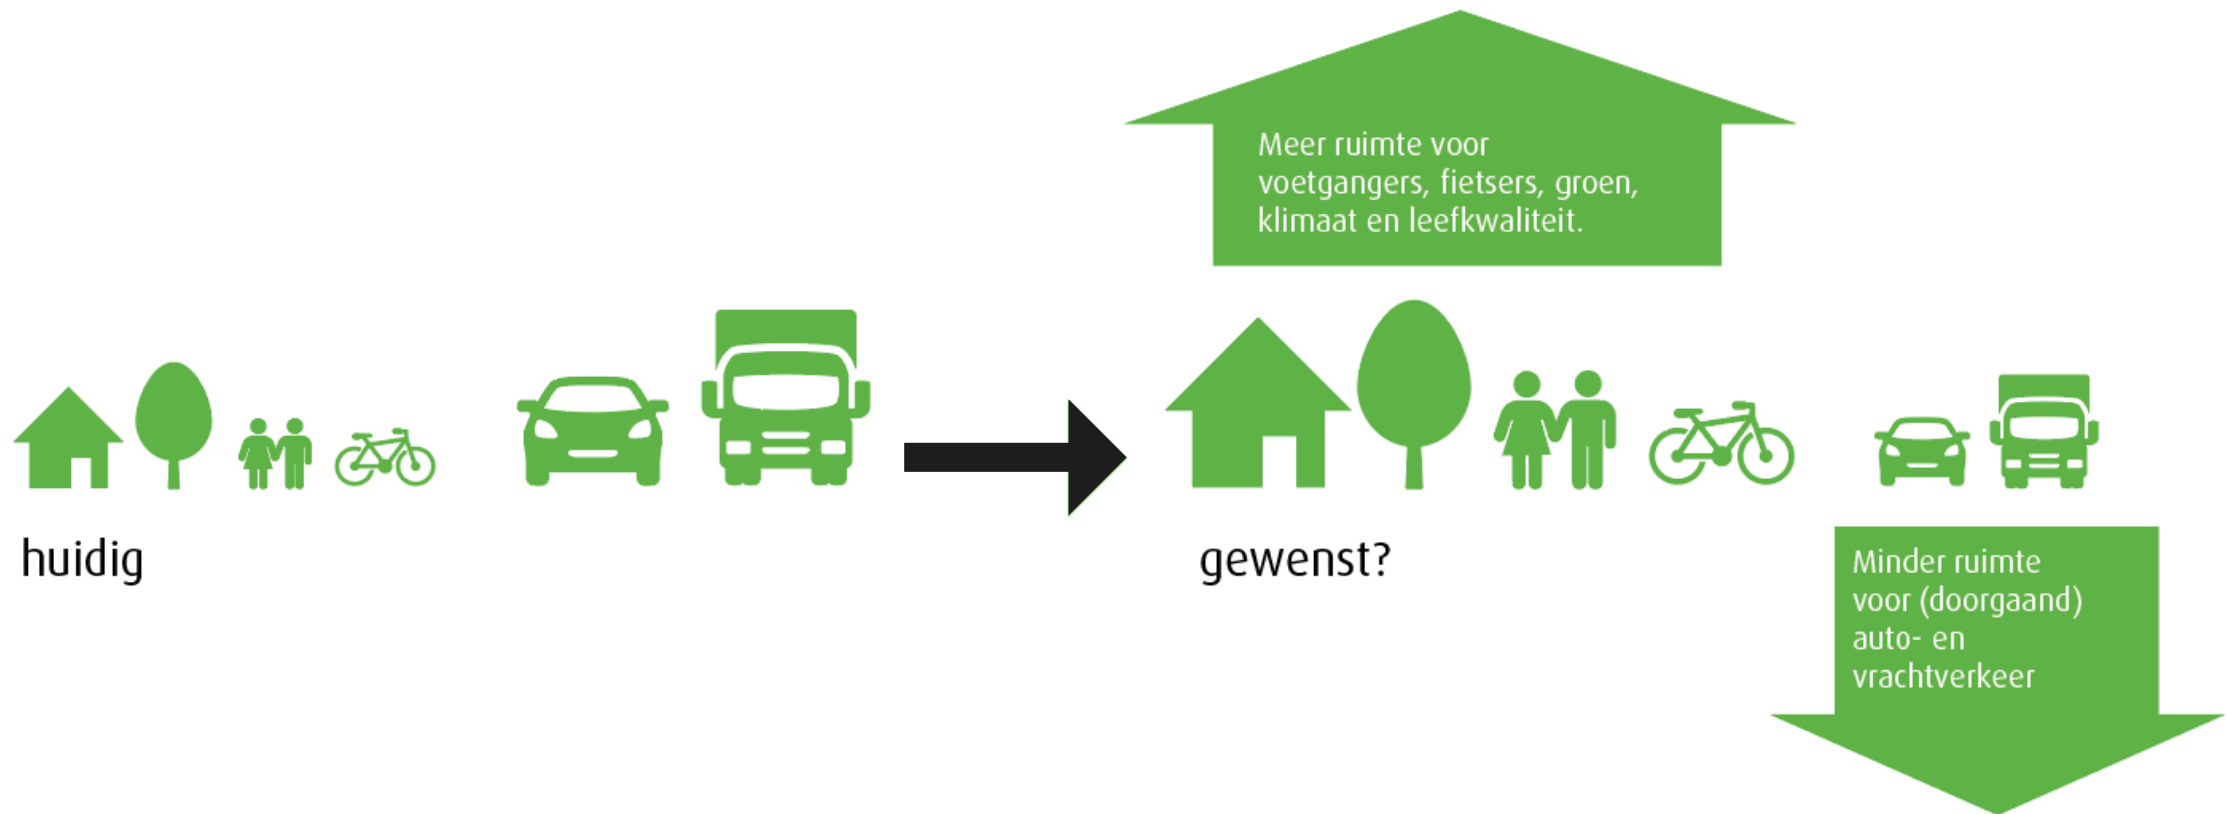 Meer ruimte voor
voetgangers, fietsers, groen,
klimaat en leefkwaliteit.
huidig
gewenst?
Minder ruimte
voor (doorgaand)
auto- en
vrachtverkeer